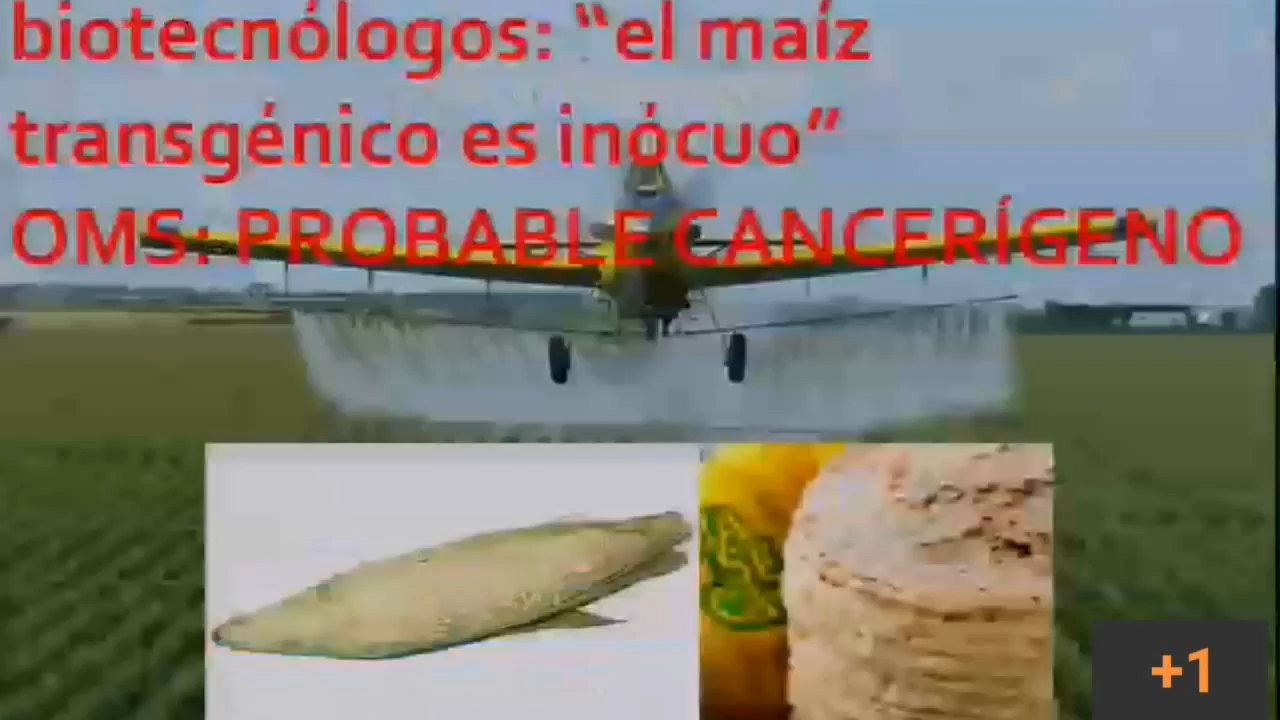 biotecnólogos: “el maíz
transgénico es inócuo”
OMS: PROBABLE CANCERÍGENO
+1